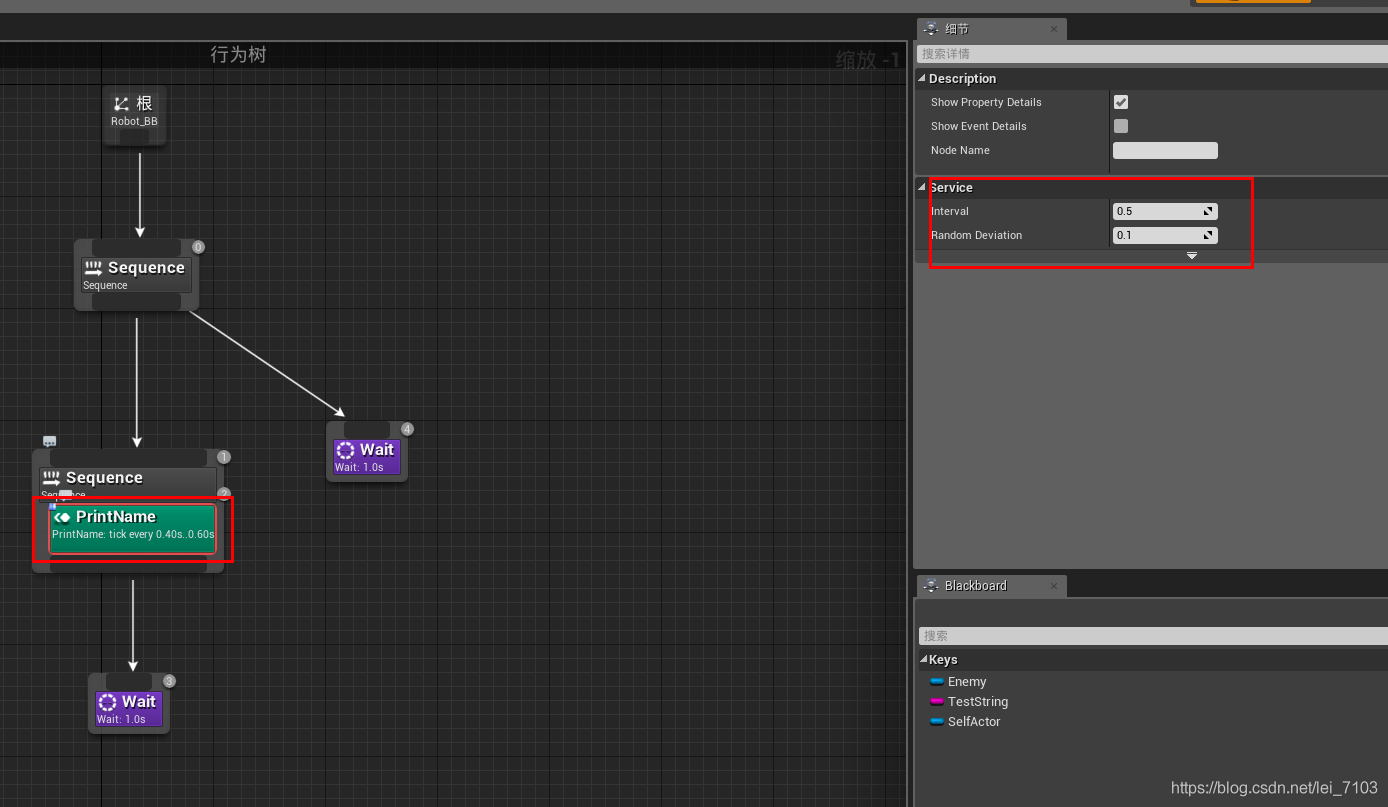 行为树
缩放 -1
根
Robot_BB
0
Sequence
Sequence
4
Wait
Wait: 1.0s
1
Sequence
2
PrintName
PrintName: tick every 0.40s..0.60s
3
Wait
Wait: 1.0s
细节
搜索详情
Description
Show Property Details
Show Event Details
Node Name
Service
Interval
0.5
Random Deviation
0.1
Blackboard
搜索
Keys
Enemy
TestString
SelfActor
https://blog.csdn.net/lei_7103